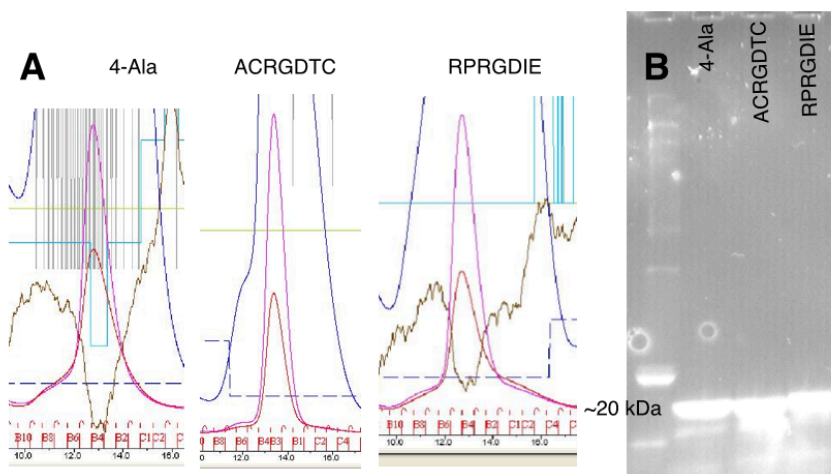 A
4-Ala
ACRGDTC
RPRGDIE
B
4-Ala
ACRGDTC
RPRGDIE
~20 kDa
B10 B8 B6 B4 B2 C1 C2
10.0 12.0 14.0 16.0
B8 B6 B4 B3 B1 C2 C4
12.0 14.0 16.0
B10 B8 B6 B4 B2 C1 C2 C4
10.0 12.0 14.0 16.0